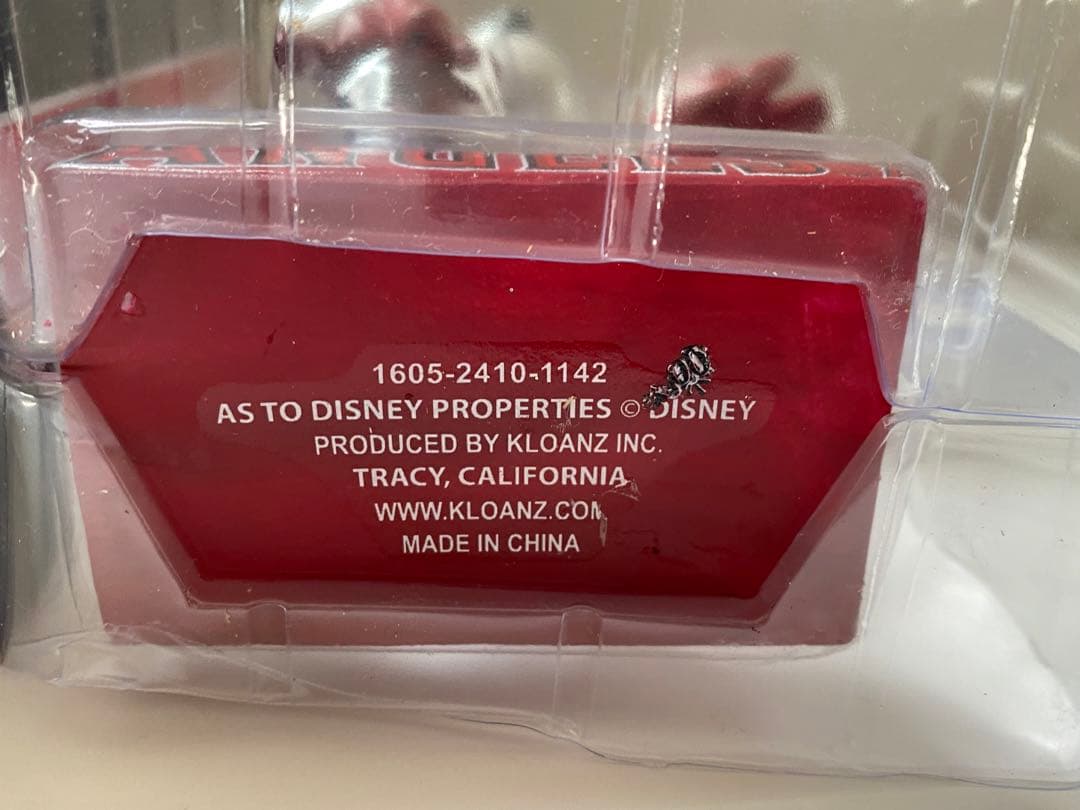 ANGELS
1605-2410-1142
AS TO DISNEY PROPERTIES © DISNEY
PRODUCED BY KLOANZ INC.
TRACY, CALIFORNIA
WWW.KLOANZ.COM
MADE IN CHINA